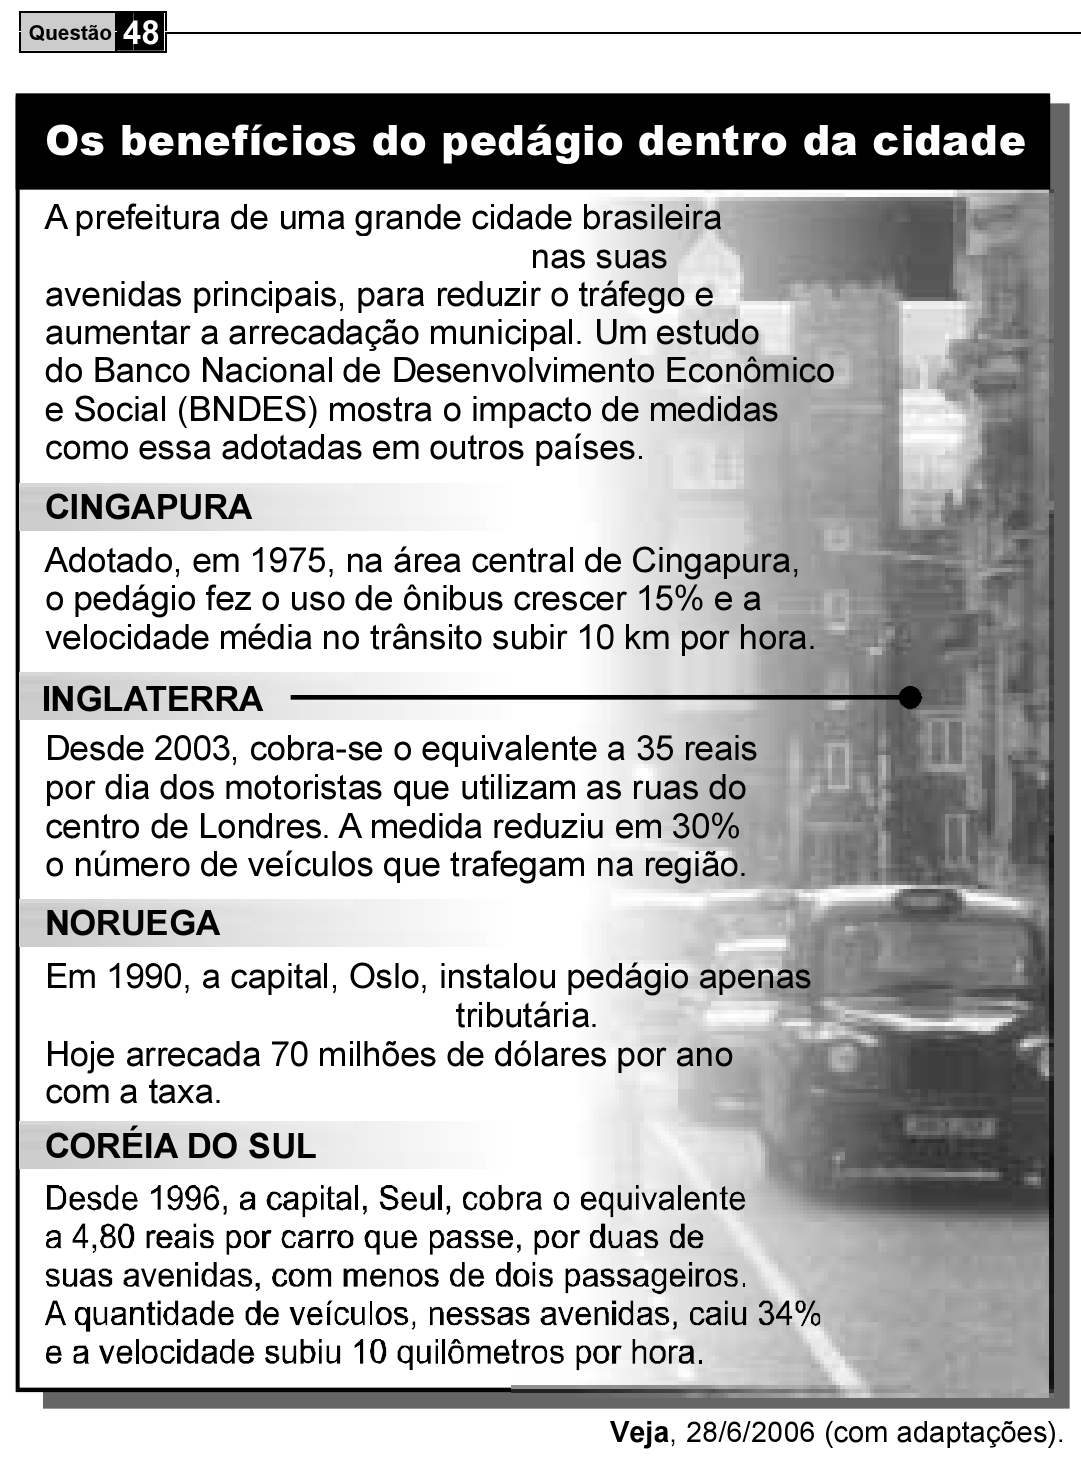 Questão 48
Os benefícios do pedágio dentro da cidade
A prefeitura de uma grande cidade brasileira
nas suas
avenidas principais, para reduzir o tráfego e
aumentar a arrecadação municipal. Um estudo
do Banco Nacional de Desenvolvimento Econômico
e Social (BNDES) mostra o impacto de medidas
como essa adotadas em outros países.
CINGAPURA
Adotado, em 1975, na área central de Cingapura,
o pedágio fez o uso de ônibus crescer 15% e a
velocidade média no trânsito subir 10 km por hora.
INGLATERRA
Desde 2003, cobra-se o equivalente a 35 reais
por dia dos motoristas que utilizam as ruas do
centro de Londres. A medida reduziu em 30%
o número de veículos que trafegam na região.
NORUEGA
Em 1990, a capital, Oslo, instalou pedágio apenas
tributária.
Hoje arrecada 70 milhões de dólares por ano
com a taxa.
CORÉIA DO SUL
Desde 1996, a capital, Seul, cobra o equivalente
a 4,80 reais por carro que passe, por duas de
suas avenidas, com menos de dois passageiros.
A quantidade de veículos, nessas avenidas, caiu 34%
e a velocidade subiu 10 quilômetros por hora.
Veja, 28/6/2006 (com adaptações).